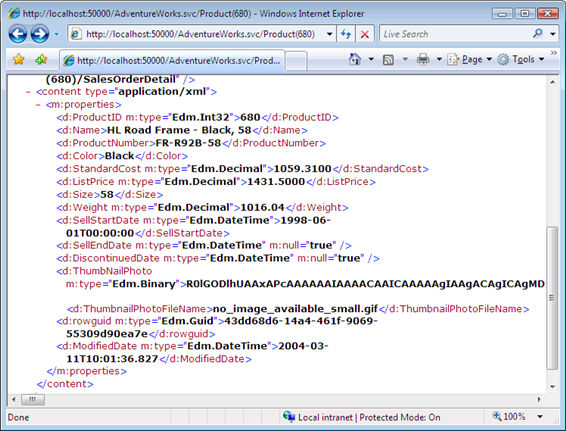 http://localhost:50000/AdventureWorks.svc/Product(680) - Windows Internet Explorer
http://localhost:50000/AdventureWorks.svc/Product(680)
Live Search
http://localhost:50000/AdventureWorks.svc/Prod...
Page
Tools
(680)/SalesOrderDetail" />
- <content type="application/xml">
- <m:properties>
<d:ProductID m:type="Edm.Int32">680</d:ProductID>
<d:Name>HL Road Frame - Black, 58</d:Name>
<d:ProductNumber>FR-R92B-58</d:ProductNumber>
<d:Color>Black</d:Color>
<d:StandardCost m:type="Edm.Decimal">1059.3100</d:StandardCost>
<d:ListPrice m:type="Edm.Decimal">1431.5000</d:ListPrice>
<d:Size>58</d:Size>
<d:Weight m:type="Edm.Decimal">1016.04</d:Weight>
<d:SellStartDate m:type="Edm.DateTime">1998-06-
01T00:00:00</d:SellStartDate>
<d:SellEndDate m:type="Edm.DateTime" m:null="true" />
<d:DiscontinuedDate m:type="Edm.DateTime" m:null="true" />
<d:ThumbNailPhoto
m:type="Edm.Binary">R0lGODlhUAAxAPcAAAAAAIAAAACAAICAAAAAgIAAgACAgICAgMD
<d:ThumbnailPhotoFileName>no_image_available_small.gif</d:ThumbnailPhotoFileName>
<d:rowguid m:type="Edm.Guid">43dd68d6-14a4-461f-9069-
55309d90ea7e</d:rowguid>
<d:ModifiedDate m:type="Edm.DateTime">2004-03-
11T10:01:36.827</d:ModifiedDate>
</m:properties>
</content>
Done
Local intranet | Protected Mode: On
100%